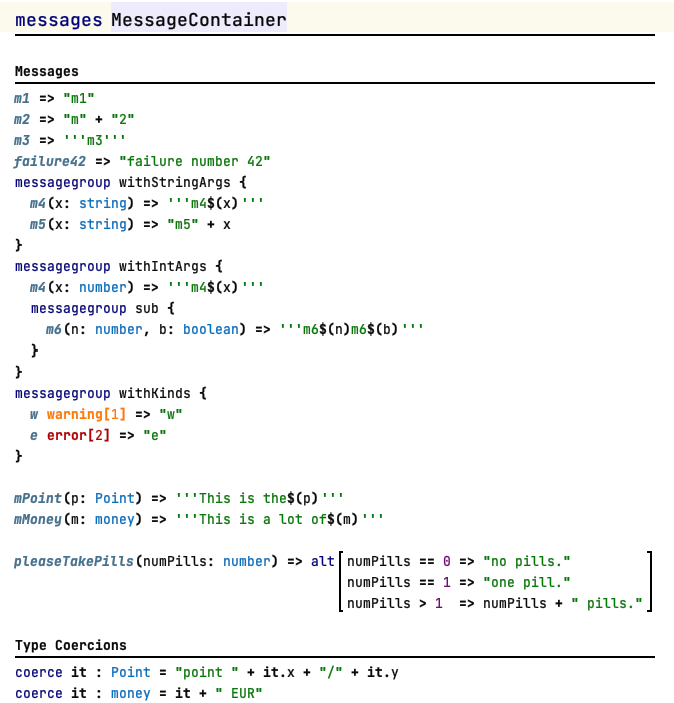 messages MessageContainer
Messages
m1 => "m1"
m2 => "m" + "2"
m3 => '''m3'''
failure42 => "failure number 42"
messagegroup withStringArgs {
m4(x: string) => '''m4$(x)'''
m5(x: string) => "m5" + x
}
messagegroup withIntArgs {
m4(x: number) => '''m4$(x)'''
messagegroup sub {
m6(n: number, b: boolean) => '''m6$(n)m6$(b)'''
}
}
messagegroup withKinds {
w warning[1] => "w"
e error[2] => "e"
}
mPoint(p: Point) => '''This is the$(p)'''
mMoney(m: money) => '''This is a lot of$(m)'''
pleaseTakePills(numPills: number) => alt numPills == 0 => "no pills."
numPills == 1 => "one pill."
numPills > 1 => numPills + " pills."
Type Coercions
coerce it : Point = "point " + it.x + "/" + it.y
coerce it : money = it + " EUR"